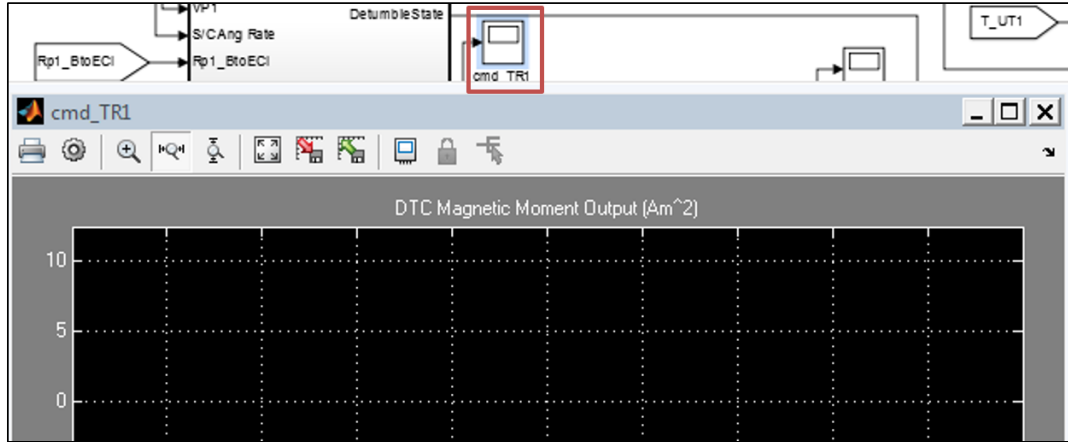 VP1
DetumbleState
T_UT1
S/CAng Rate
Rp1_BtoECI
Rp1_BtoECI
cmd_TR1
cmd_TR1
DTC Magnetic Moment Output (Am^2)
10
5
0